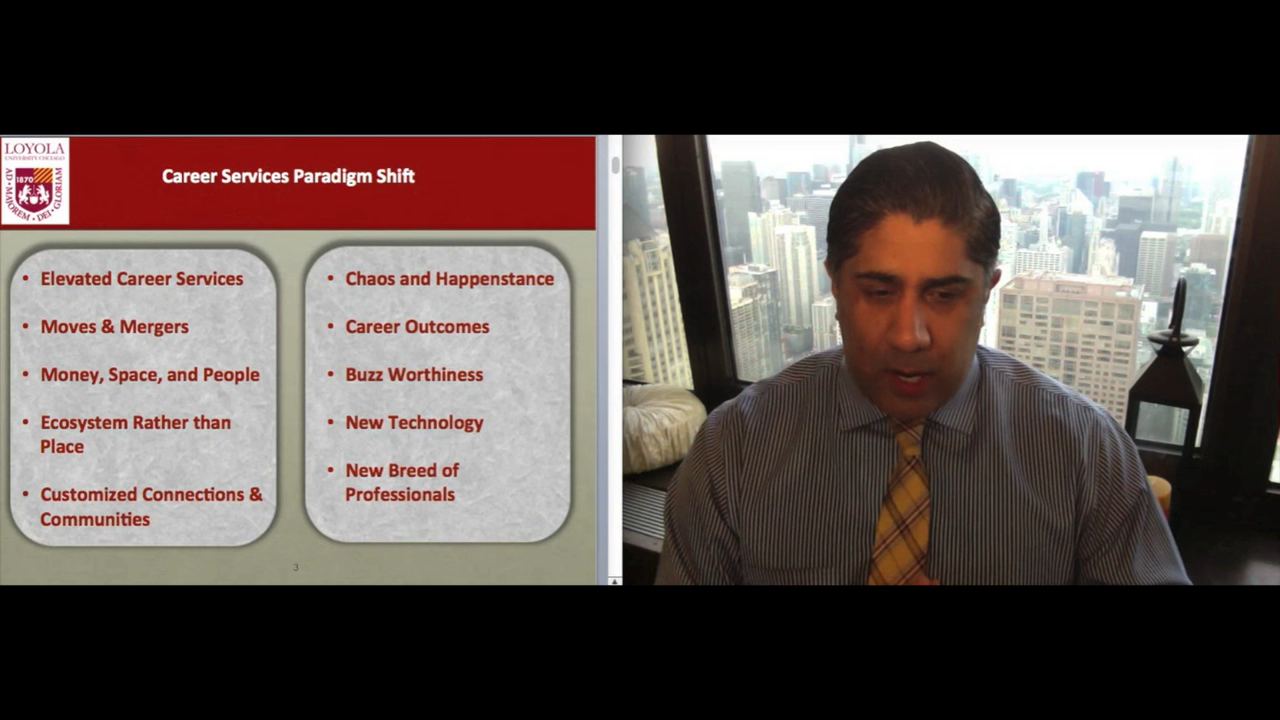 LOYOLA
UNIVERSITY CHICAGO
1870
AD • MAJOREM • DEI • GLORIAM
Career Services Paradigm Shift
• Elevated Career Services
• Moves & Mergers
• Money, Space, and People
• Ecosystem Rather than
Place
• Customized Connections &
Communities
• Chaos and Happenstance
• Career Outcomes
• Buzz Worthiness
• New Technology
• New Breed of
Professionals
3